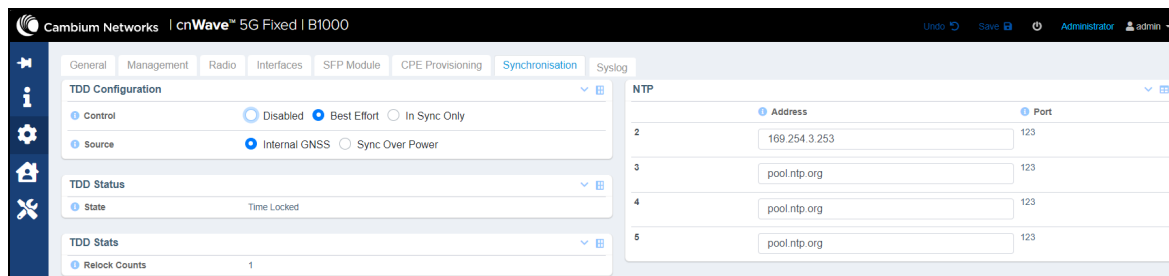 Cambium Networks | cnWave™ 5G Fixed | B1000
Undo Save Administrator admin
General Management Radio Interfaces SFP Module CPE Provisioning Synchronisation Syslog
TDD Configuration
Control Disabled Best Effort In Sync Only
Source Internal GNSS Sync Over Power
TDD Status
State Time Locked
TDD Stats
Relock Counts 1
NTP
Address Port
2 169.254.3.253 123
3 pool.ntp.org 123
4 pool.ntp.org 123
5 pool.ntp.org 123